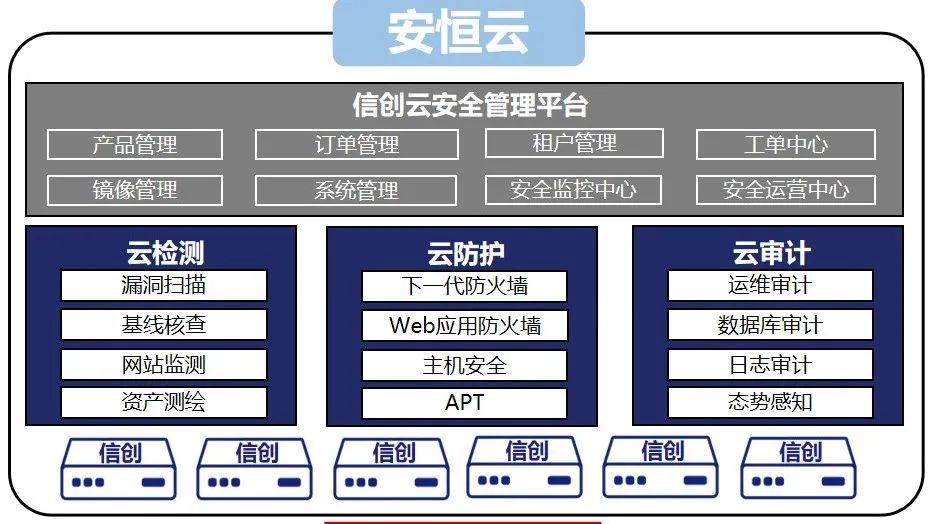 安恒云
信创云安全管理平台
产品管理 订单管理 租户管理 工单中心
镜像管理 系统管理 安全监控中心 安全运营中心
云检测
漏洞扫描
基线核查
网站监测
资产测绘
云防护
下一代防火墙
Web应用防火墙
主机安全
APT
云审计
运维审计
数据库审计
日志审计
态势感知
信创 信创 信创 信创 信创 信创